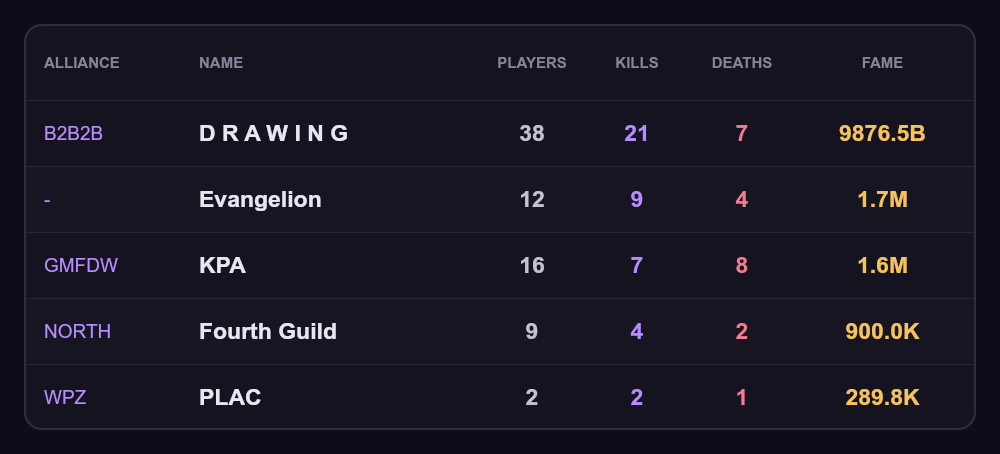 ALLIANCE NAME PLAYERS KILLS DEATHS FAME
B2B2B D R A W I N G 38 21 7 9876.5B
- Evangelion 12 9 4 1.7M
GMFDW KPA 16 7 8 1.6M
NORTH Fourth Guild 9 4 2 900.0K
WPZ PLAC 2 2 1 289.8K